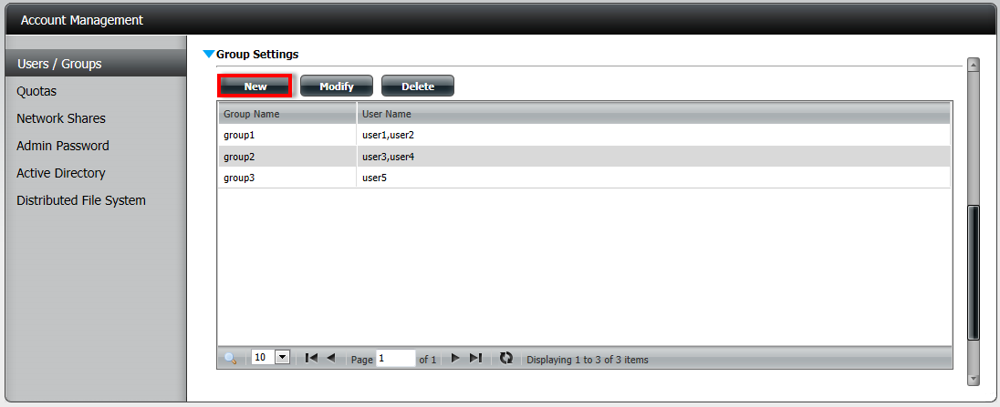 Account Management
Users / Groups
Quotas
Network Shares
Admin Password
Active Directory
Distributed File System
Group Settings
New Modify Delete
Group Name User Name
group1 user1,user2
group2 user3,user4
group3 user5
10 Page 1 of 1 Displaying 1 to 3 of 3 items